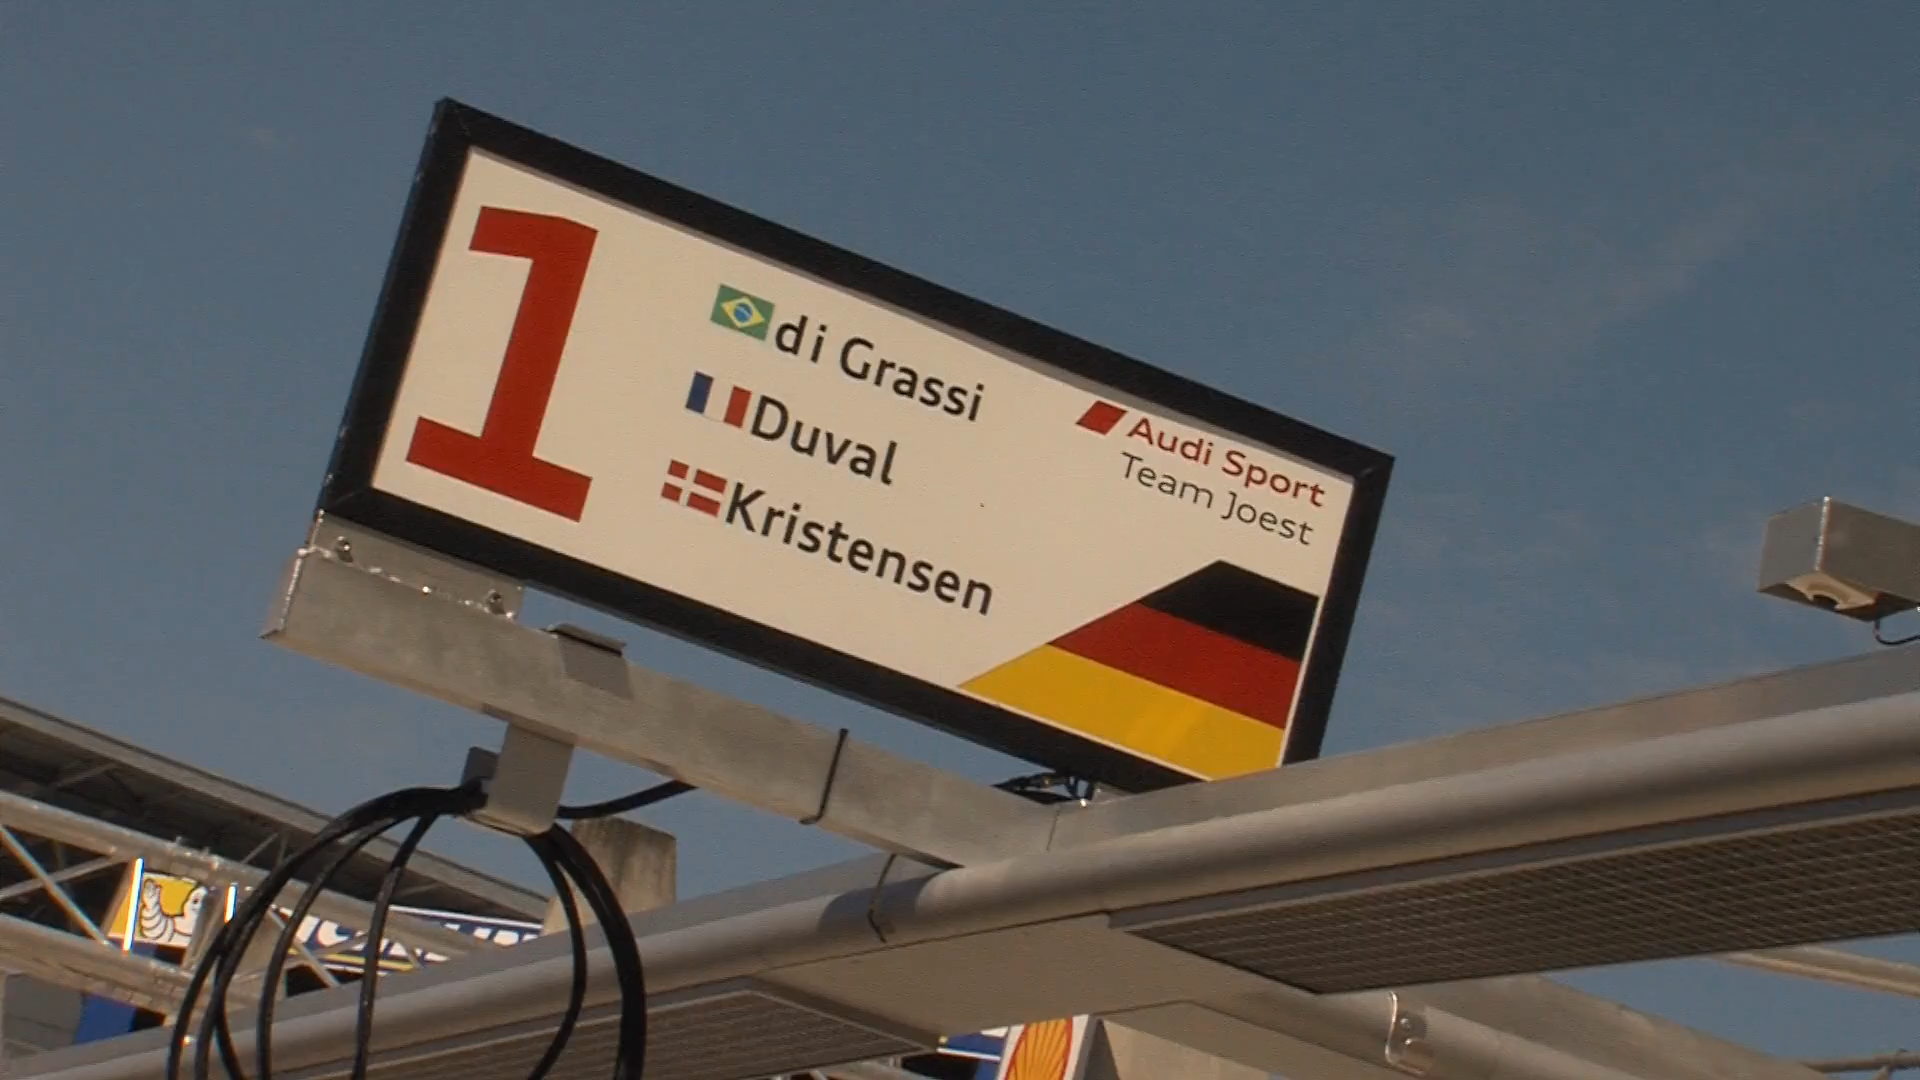 1
di Grassi
Duval
Kristensen
Audi Sport
Team Joest